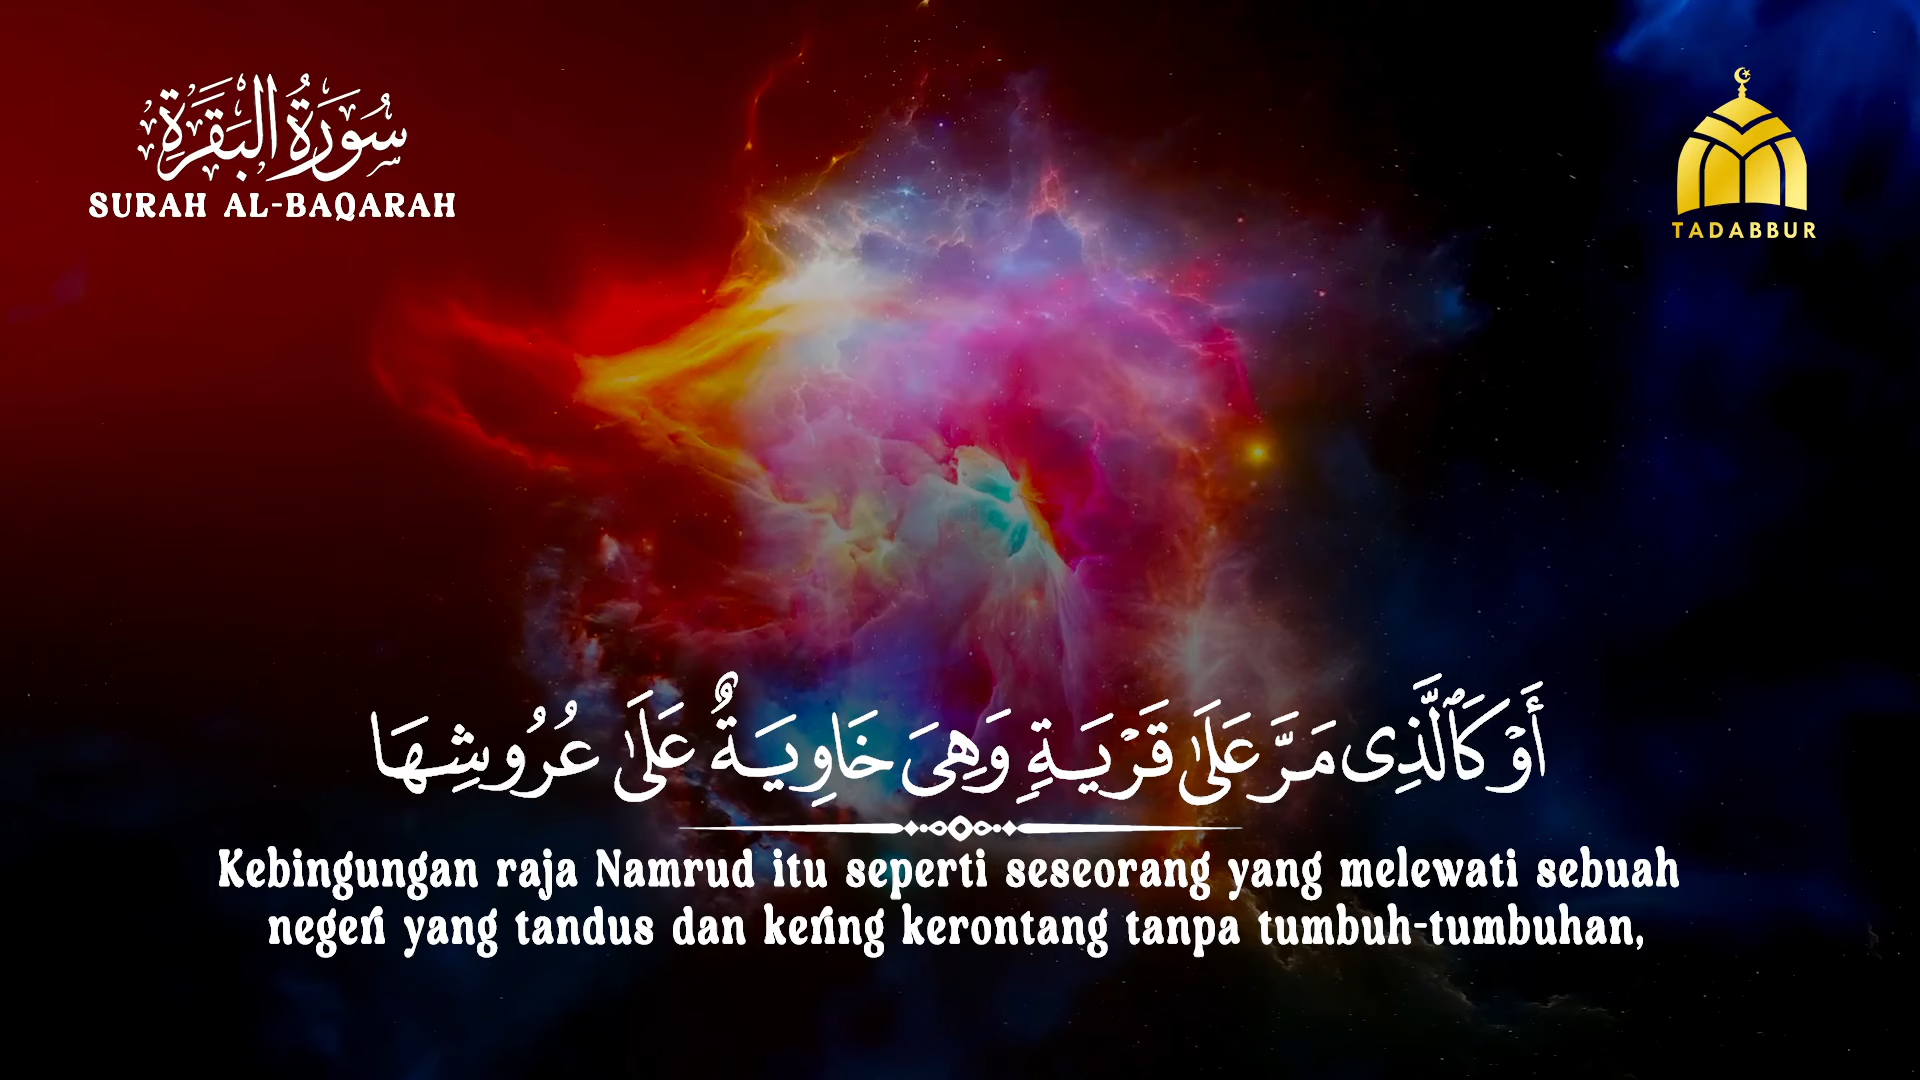 سُورَةُ البَقَرَةِ
SURAH AL-BAQARAH
TADABBUR
أَوْ كَٱلَّذِى مَرَّ عَلَىٰ قَرْيَةٍ وَهِىَ خَاوِيَةٌ عَلَىٰ عُرُوشِهَا
Kebingungan raja Namrud itu seperti seseorang yang melewati sebuah
negeri yang tandus dan kering kerontang tanpa tumbuh-tumbuhan,